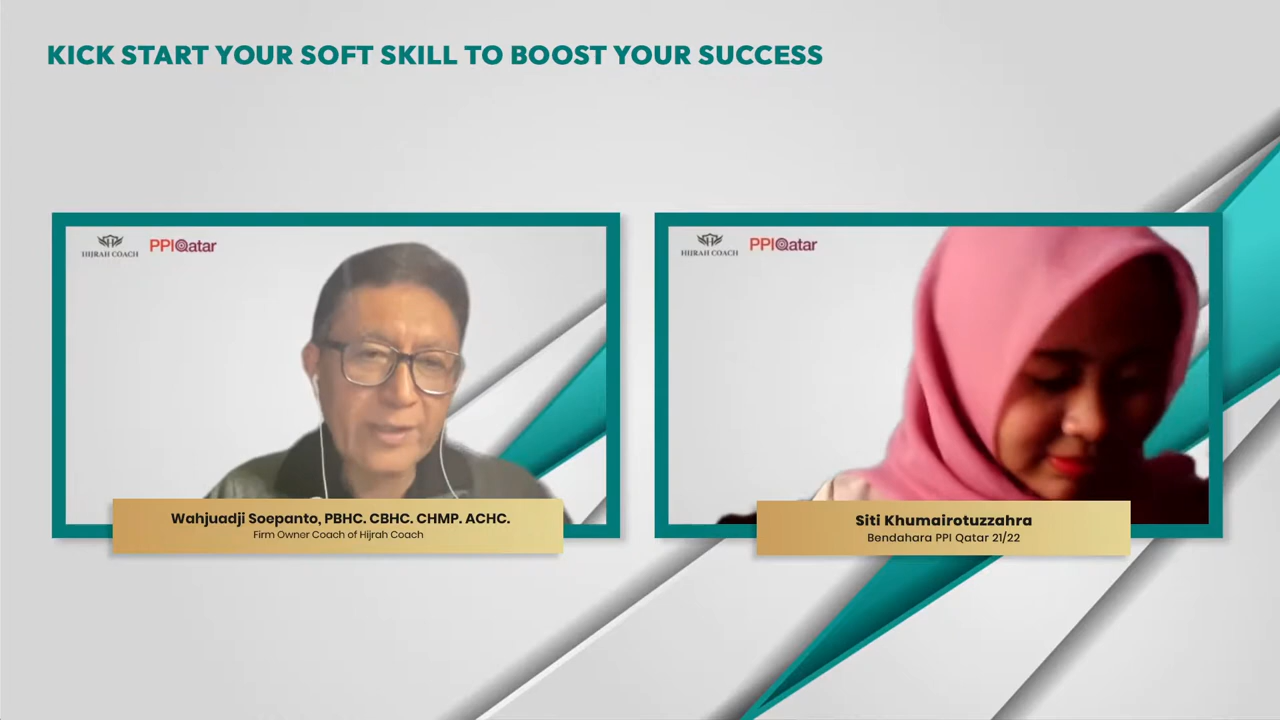 KICK START YOUR SOFT SKILL TO BOOST YOUR SUCCESS
HIJRAH COACH PPIQatar
HIJRAH COACH PPIQatar
Wahjuadji Soepanto, PBHC. CBHC. CHMP. ACHC.
Firm Owner Coach of Hijrah Coach
Siti Khumairotuzzahra
Bendahara PPI Qatar 21/22